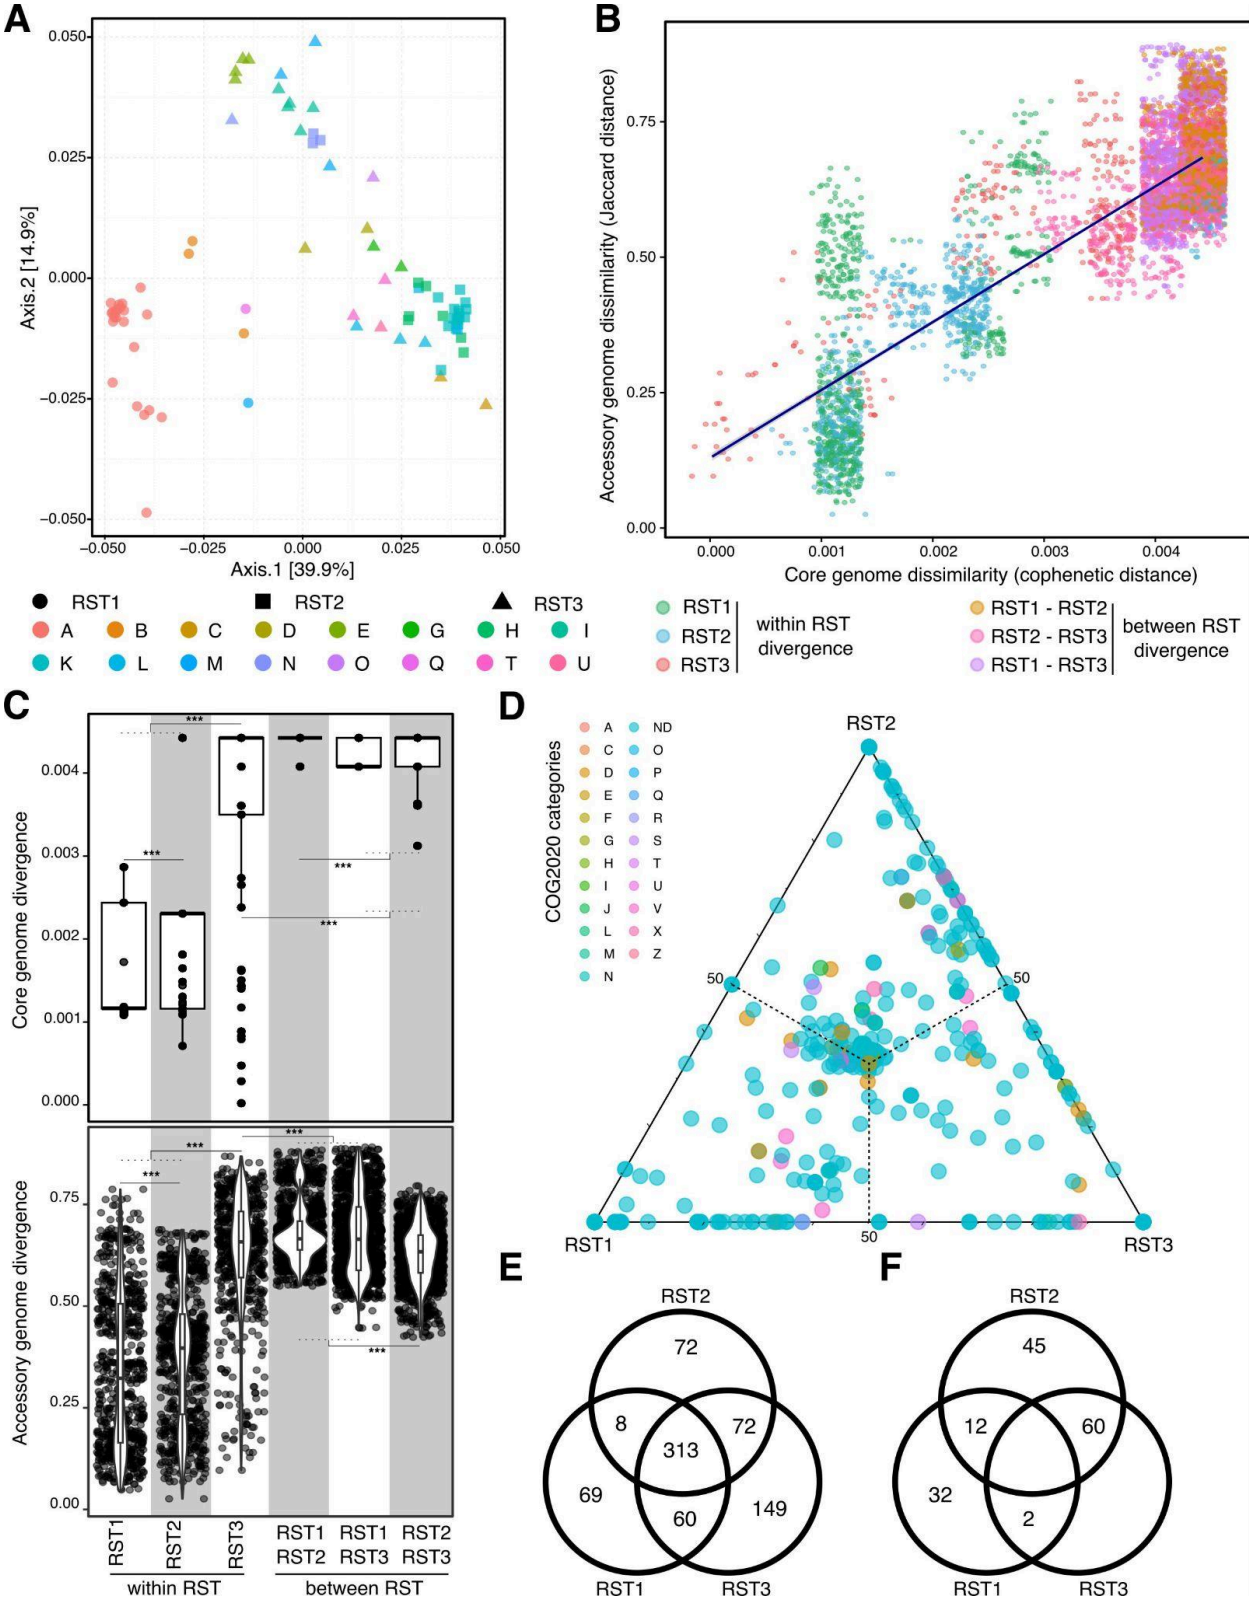 A
0.050
0.025
0.000
−0.025
−0.050
Axis.2 [14.9%]
−0.050 −0.025 0.000 0.025 0.050
Axis.1 [39.9%]
RST1 RST2 RST3
A B C D E G H I
K L M N O Q T U
B
Accessory genome dissimilarity (Jaccard distance)
0.75
0.50
0.25
0.00
0.000 0.001 0.002 0.003 0.004
Core genome dissimilarity (cophenetic distance)
RST1
RST2
RST3
within RST
divergence
RST1 - RST2
RST2 - RST3
RST1 - RST3
between RST
divergence
C
Core genome divergence
0.004
0.003
0.002
0.001
0.000
***
***
***
***
Accessory genome divergence
0.75
0.50
0.25
0.00
***
***
***
***
RST1
RST2
RST3
RST1
RST2
RST1
RST3
RST2
RST3
within RST
between RST
D
COG2020 categories
A ND
C O
D P
E Q
F R
G S
H T
I U
J V
L X
M Z
N
RST2
50
50
50
RST1
RST3
E
RST2
72
8
72
313
69
60
149
RST1
RST3
F
RST2
45
12
60
32
2
RST1
RST3